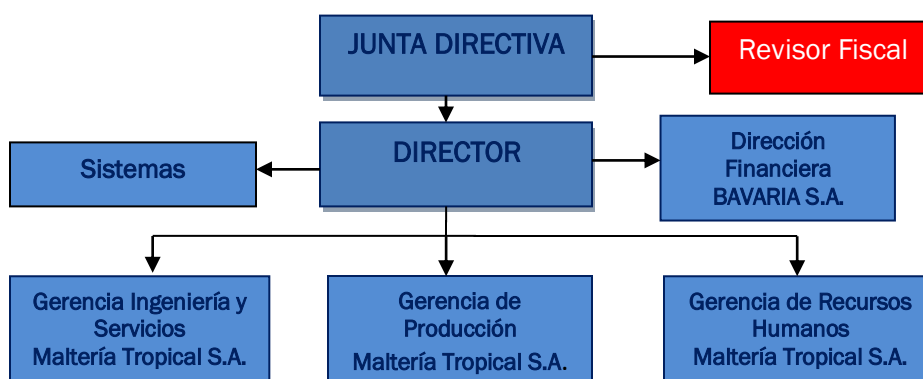 JUNTA DIRECTIVA
Revisor Fiscal
DIRECTOR
Sistemas
Dirección
Financiera
BAVARIA S.A.
Gerencia Ingeniería y
Servicios
Maltería Tropical S.A.
Gerencia de
Producción
Maltería Tropical S.A.
Gerencia de Recursos
Humanos
Maltería Tropical S.A.